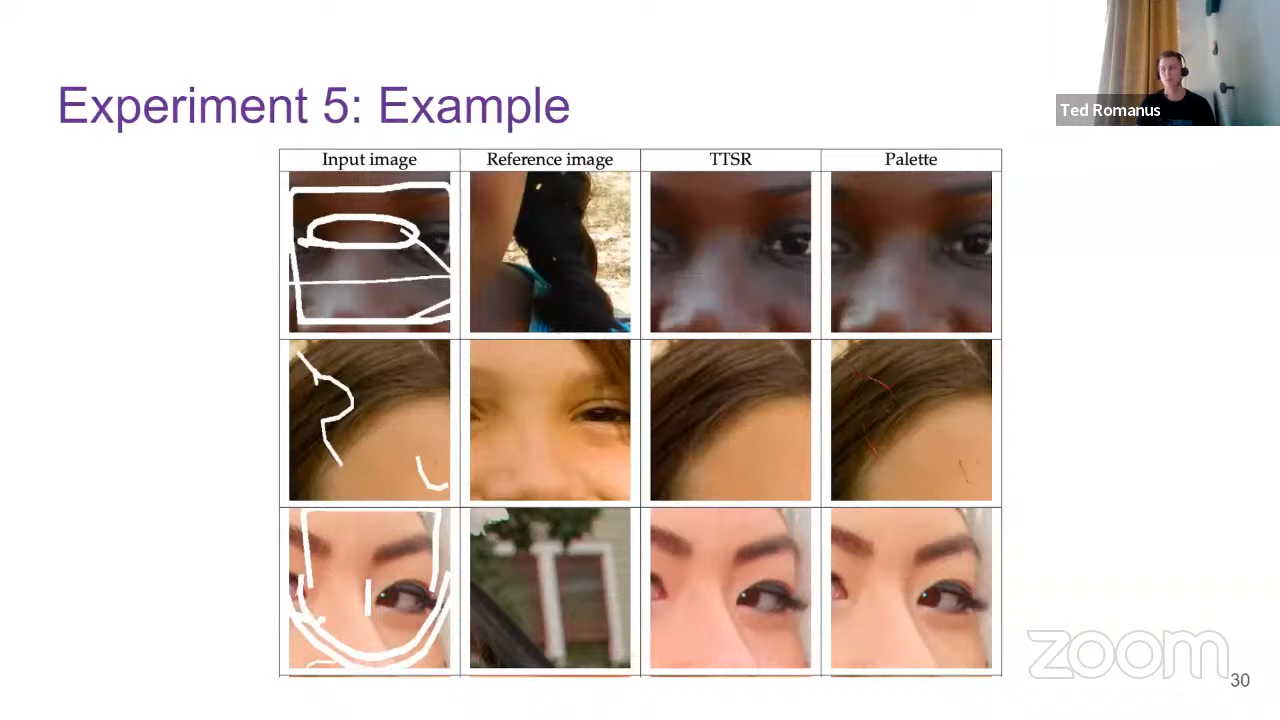 Experiment 5: Example
Ted Romanus
Input image Reference image TTSR Palette
zoom
30